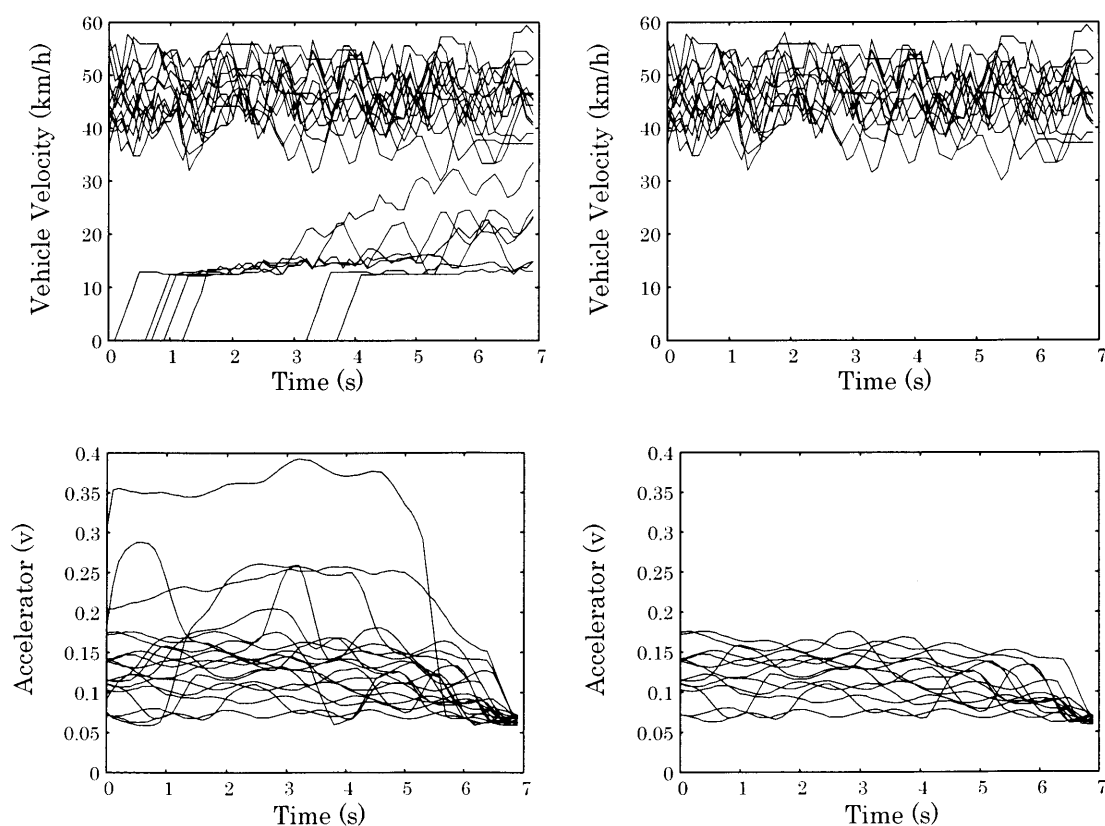 60
50
40
30
20
10
0
Vehicle Velocity (km/h)
0 1 2 3 4 5 6 7
Time (s)
60
50
40
30
20
10
0
Vehicle Velocity (km/h)
0 1 2 3 4 5 6 7
Time (s)
0.4
0.35
0.3
0.25
0.2
0.15
0.1
0.05
0
Accelerator (v)
0 1 2 3 4 5 6 7
Time (s)
0.4
0.35
0.3
0.25
0.2
0.15
0.1
0.05
0
Accelerator (v)
0 1 2 3 4 5 6 7
Time (s)